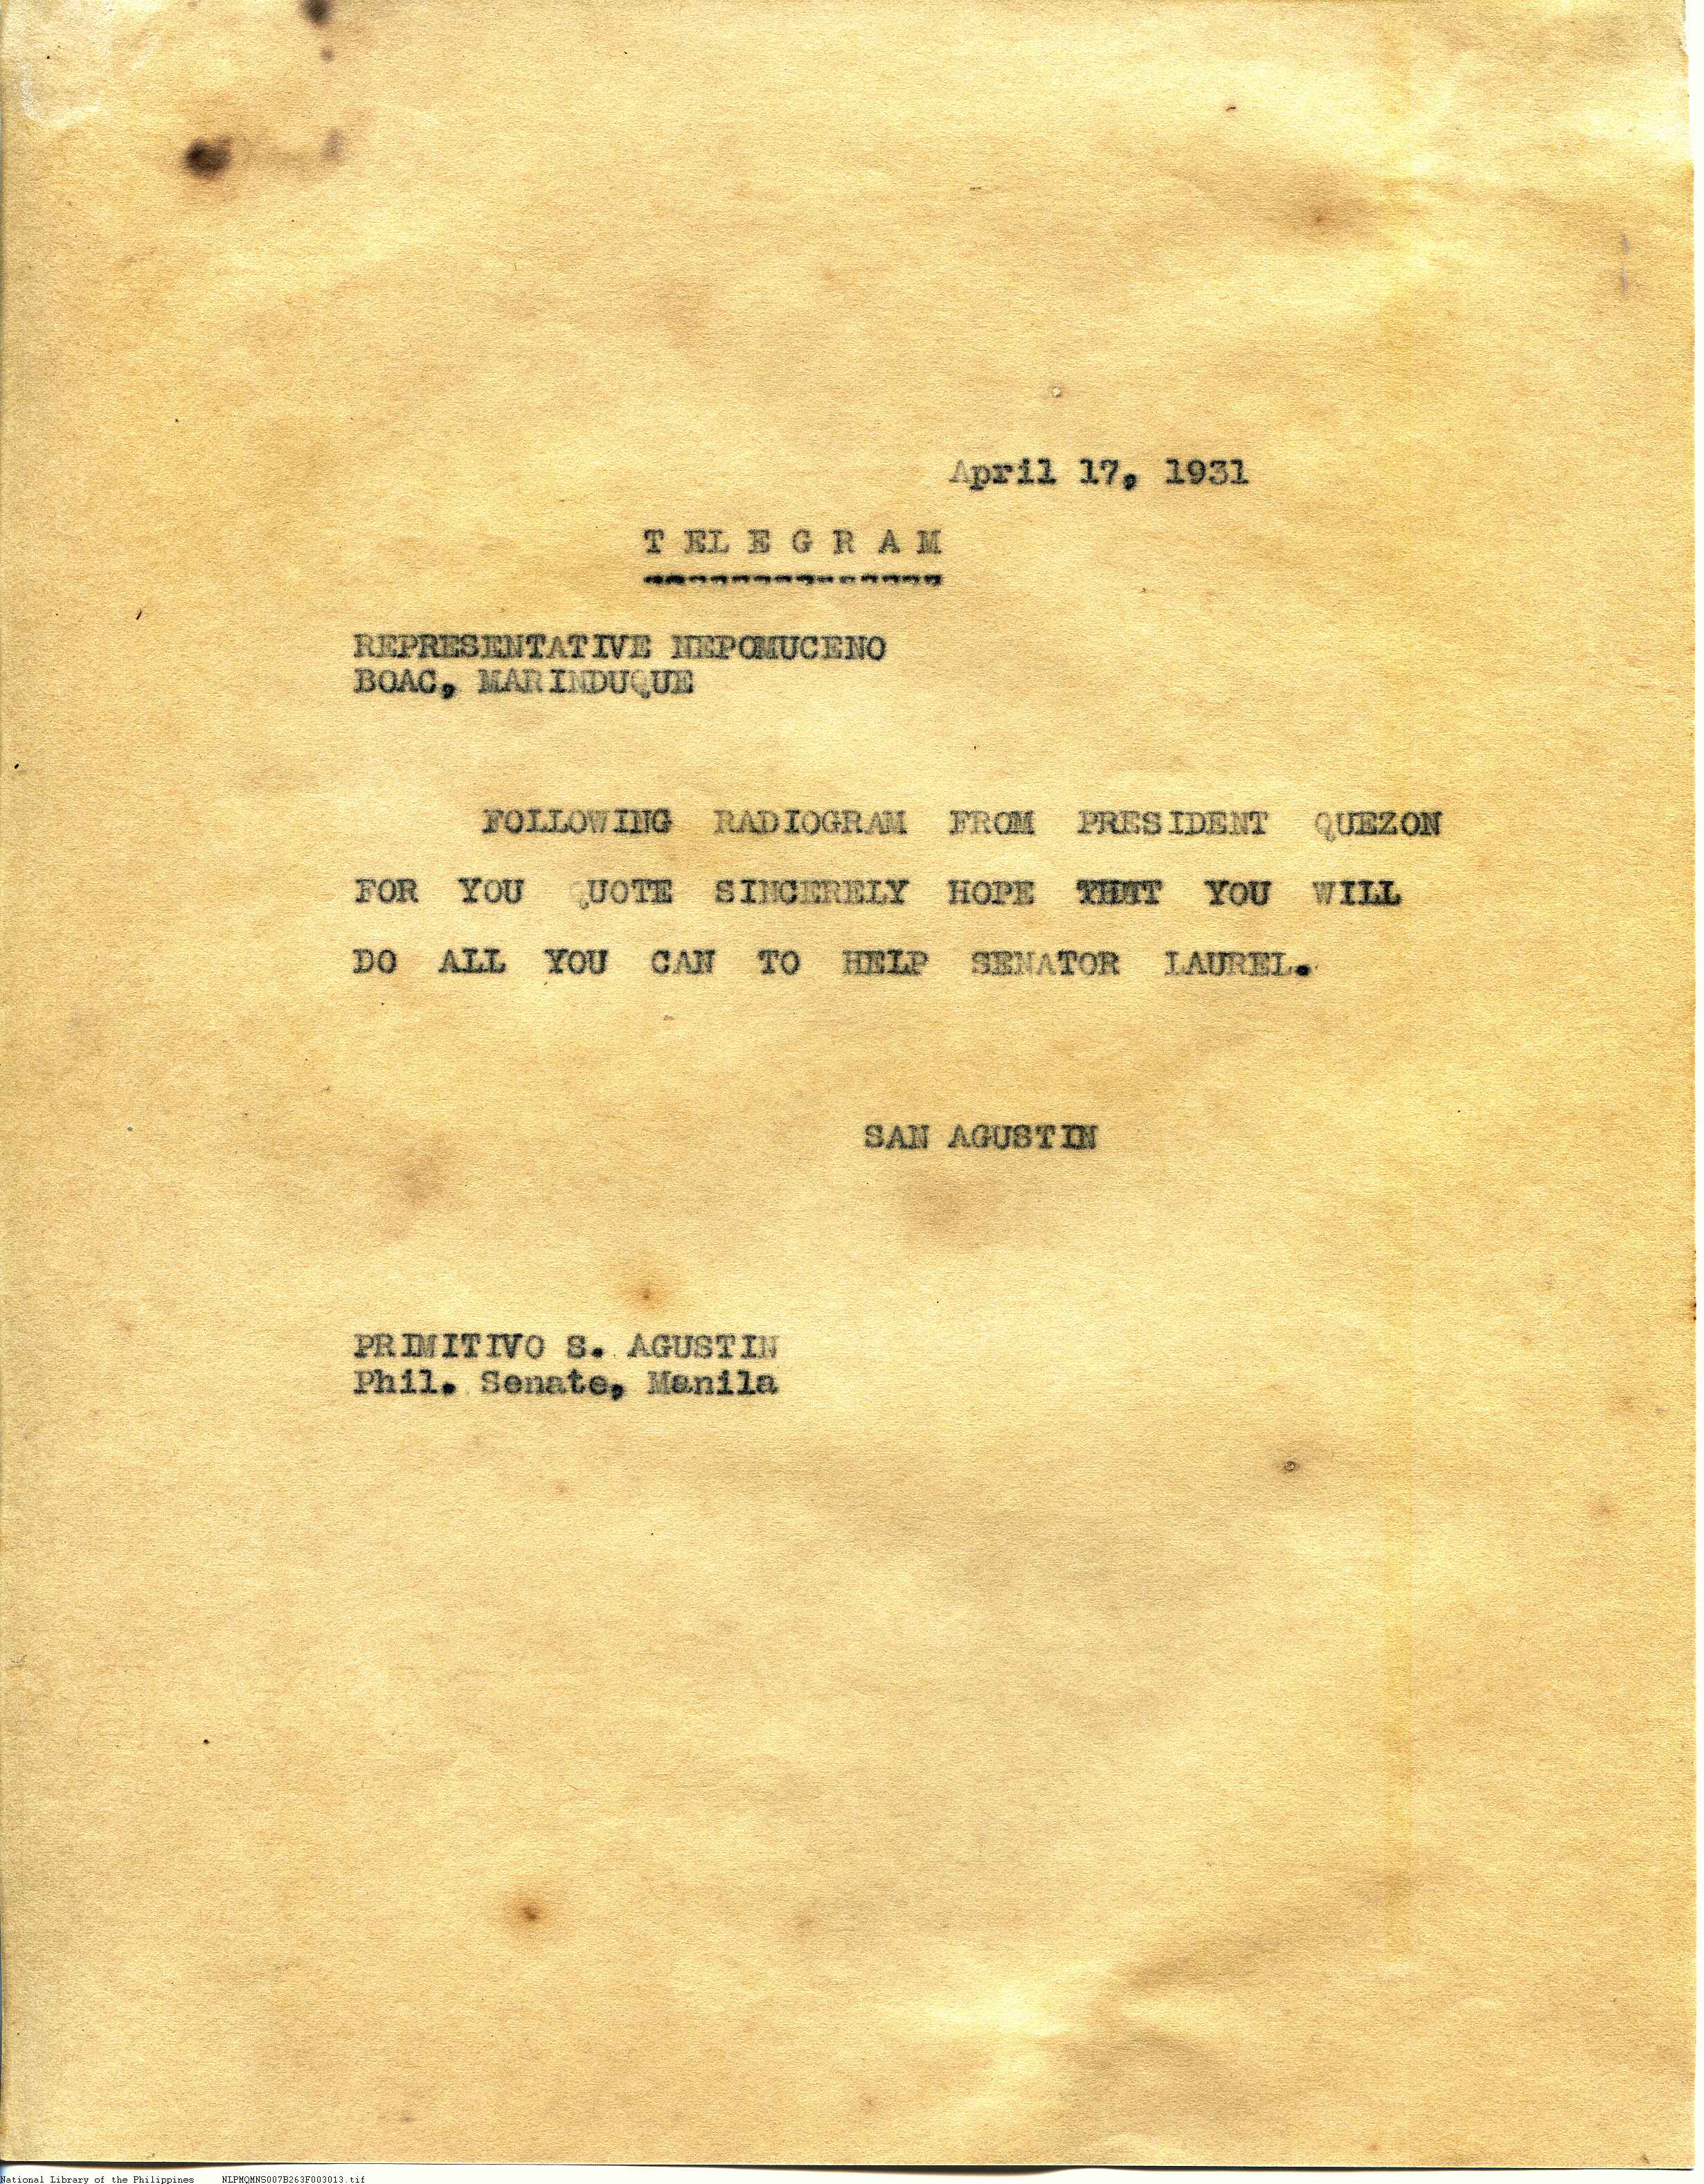 April 17, 1931
T EL E G R A M
REPRESENTATIVE NEPOMUCENO
BOAC, MARINDUQUE
FOLLOWING RADIOGRAM FROM PRESIDENT QUEZON
FOR YOU QUOTE SINCERELY HOPE THAT YOU WILL
DO ALL YOU CAN TO HELP SENATOR LAUREL.
SAN AGUSTIN
PRIMITIVO S. AGUSTIN
Phil. Senate, Manila
National Library of the Philippines NLPMQMNS007B263F003013.tif